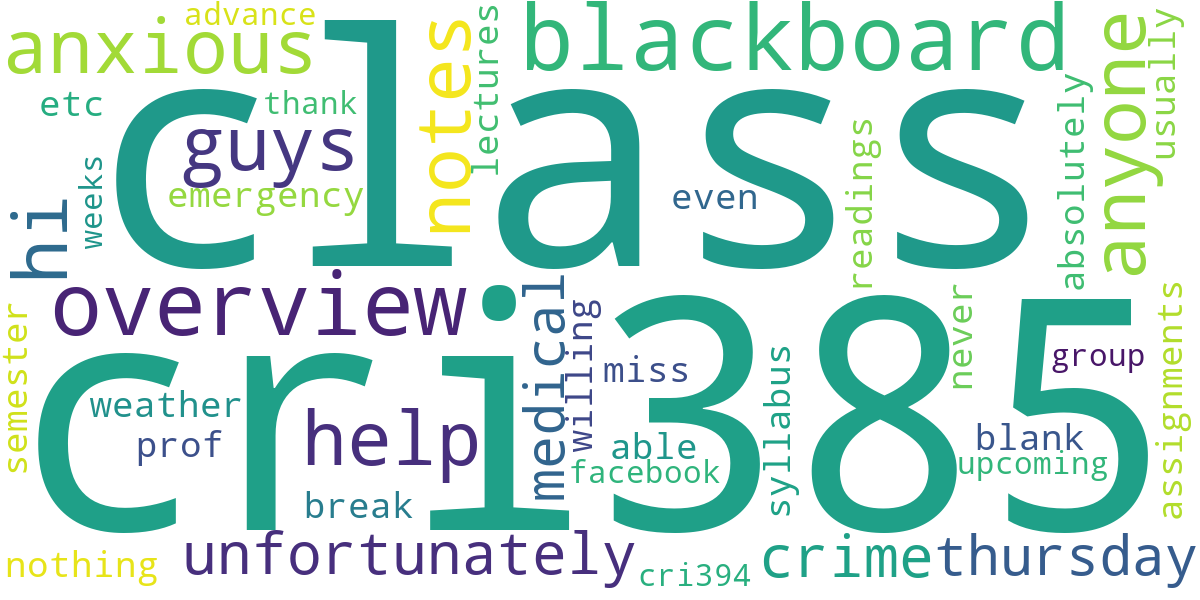 advance
anxious
class
blackboard
notes
lectures
anyone
usually
etc
thank
guys
emergency
weeks
hi
even
readings
absolutely
overview
cri385
medical
willing
miss
never
group
semester
weather
prof
help
able
facebook
syllabus
blank
upcoming
assignments
break
unfortunately
nothing
cri394
crime
thursday